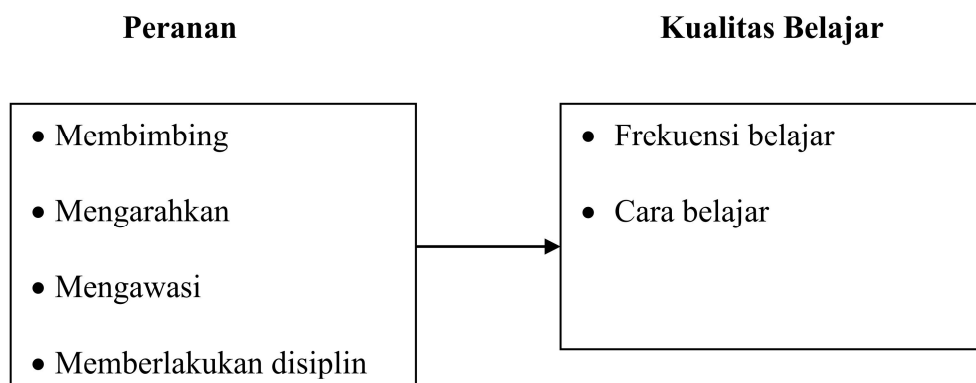 Peranan
Kualitas Belajar
• Membimbing
• Mengarahkan
• Mengawasi
• Memberlakukan disiplin
• Frekuensi belajar
• Cara belajar